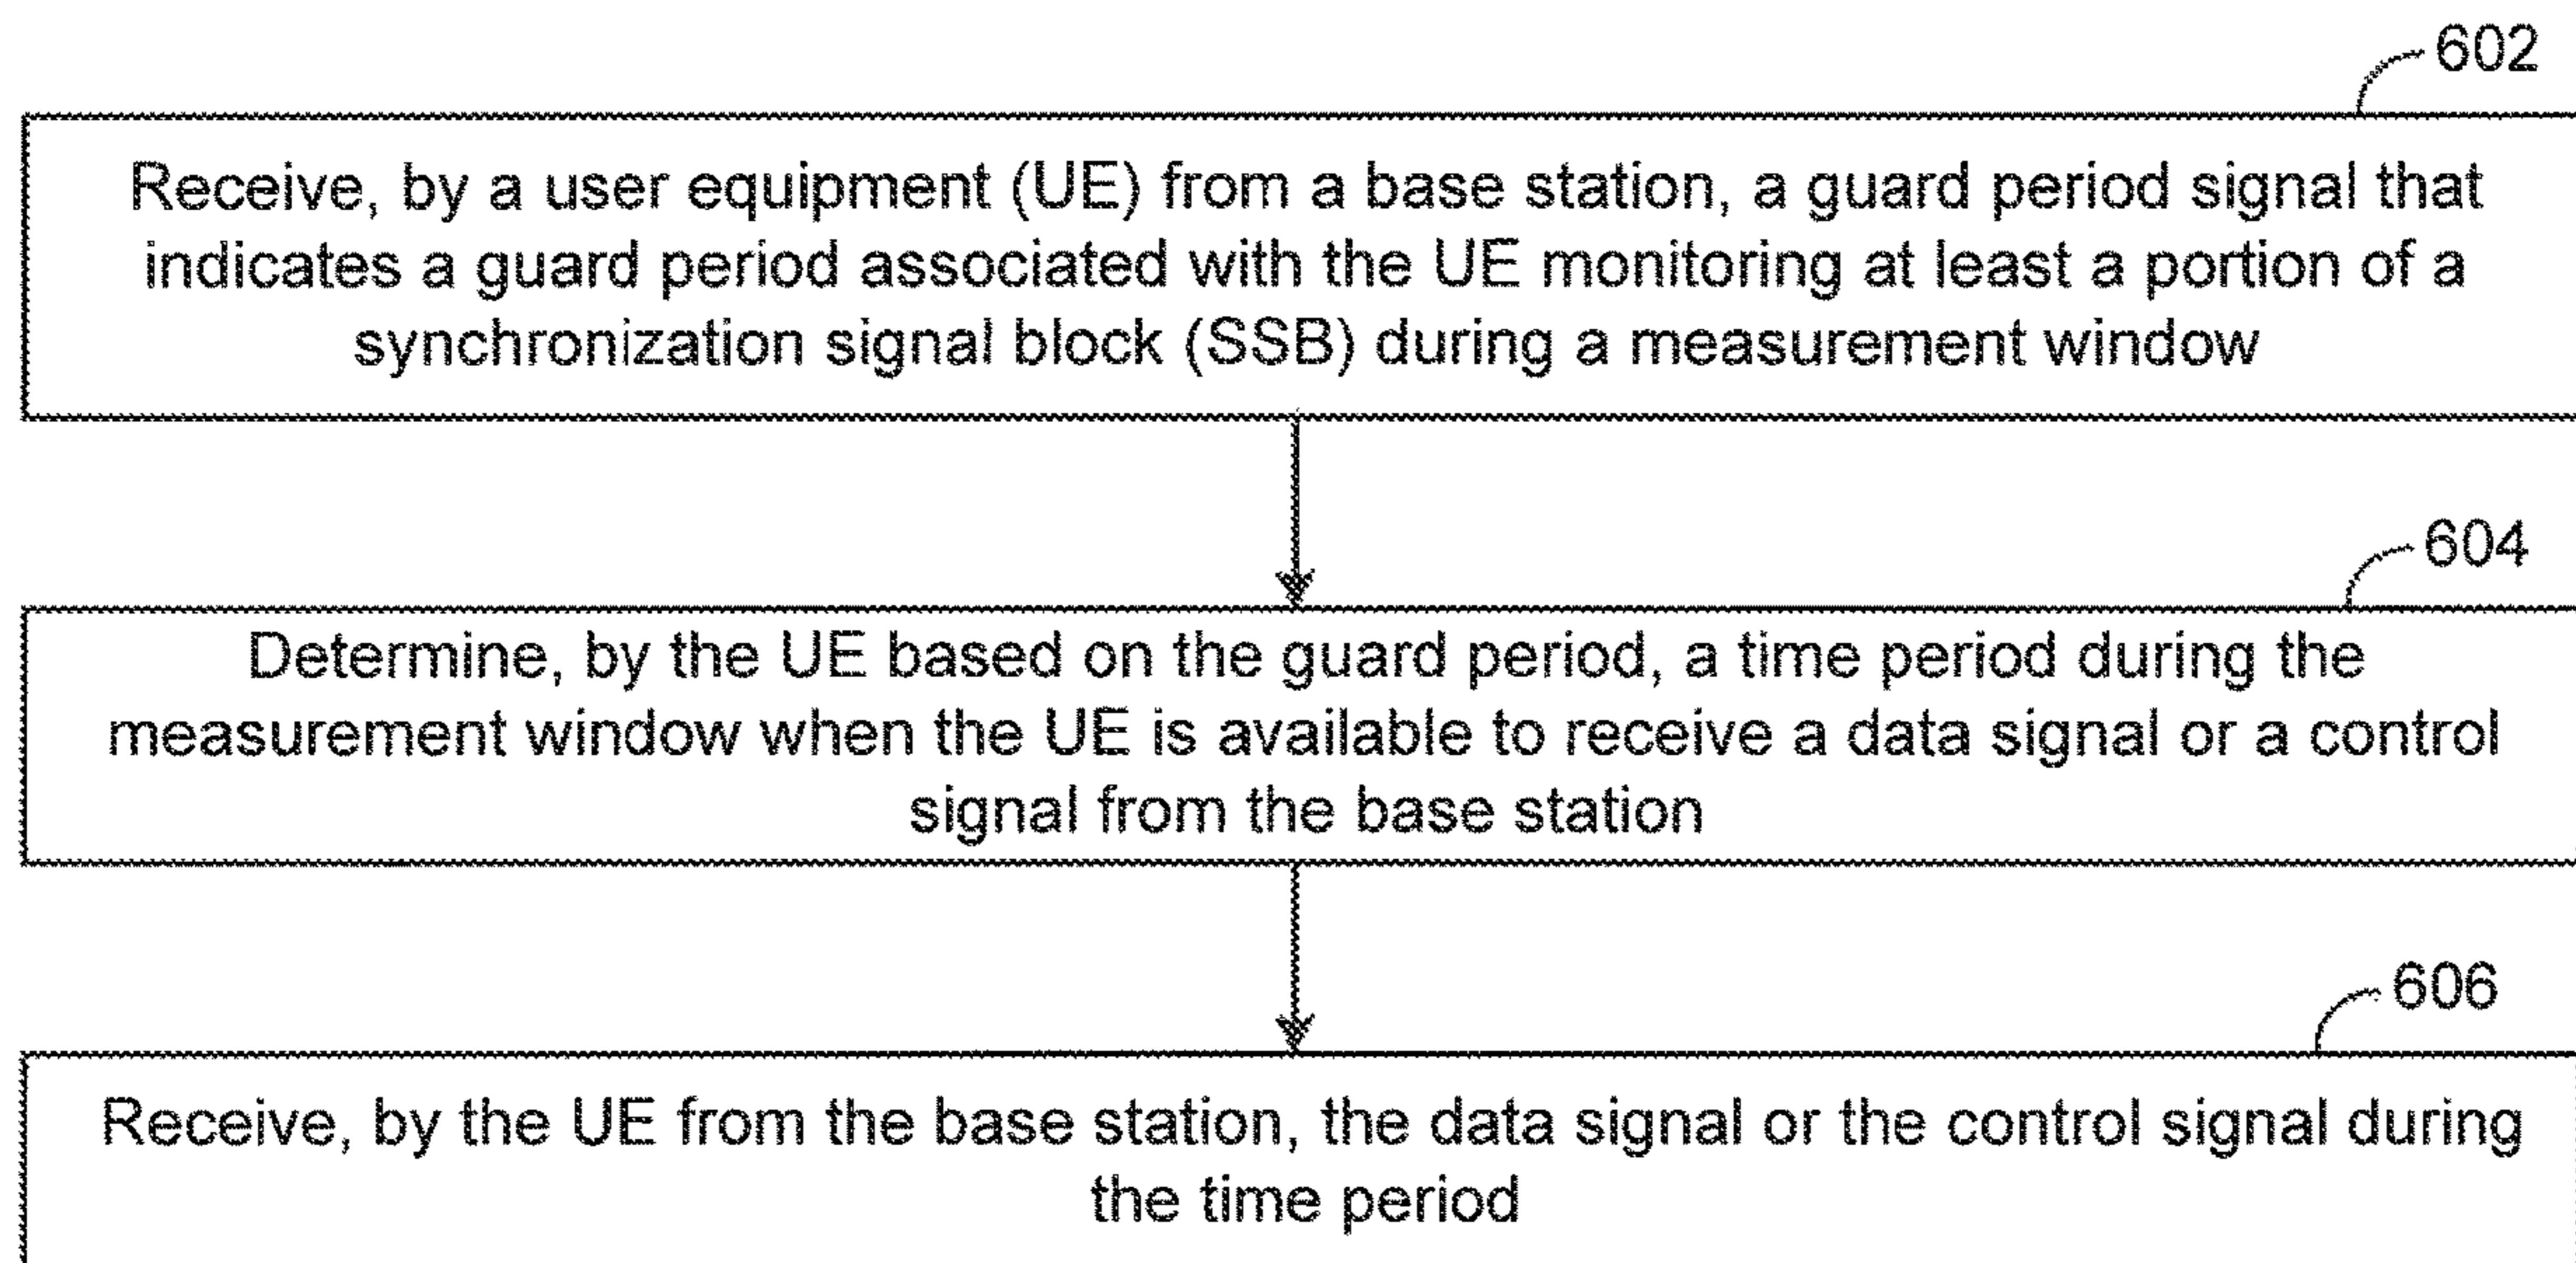 602
Receive, by a user equipment (UE) from a base station, a guard period signal that
indicates a guard period associated with the UE monitoring at least a portion of a
synchronization signal block (SSB) during a measurement window
604
Determine, by the UE based on the guard period, a time period during the
measurement window when the UE is available to receive a data signal or a control
signal from the base station
606
Receive, by the UE from the base station, the data signal or the control signal during
the time period